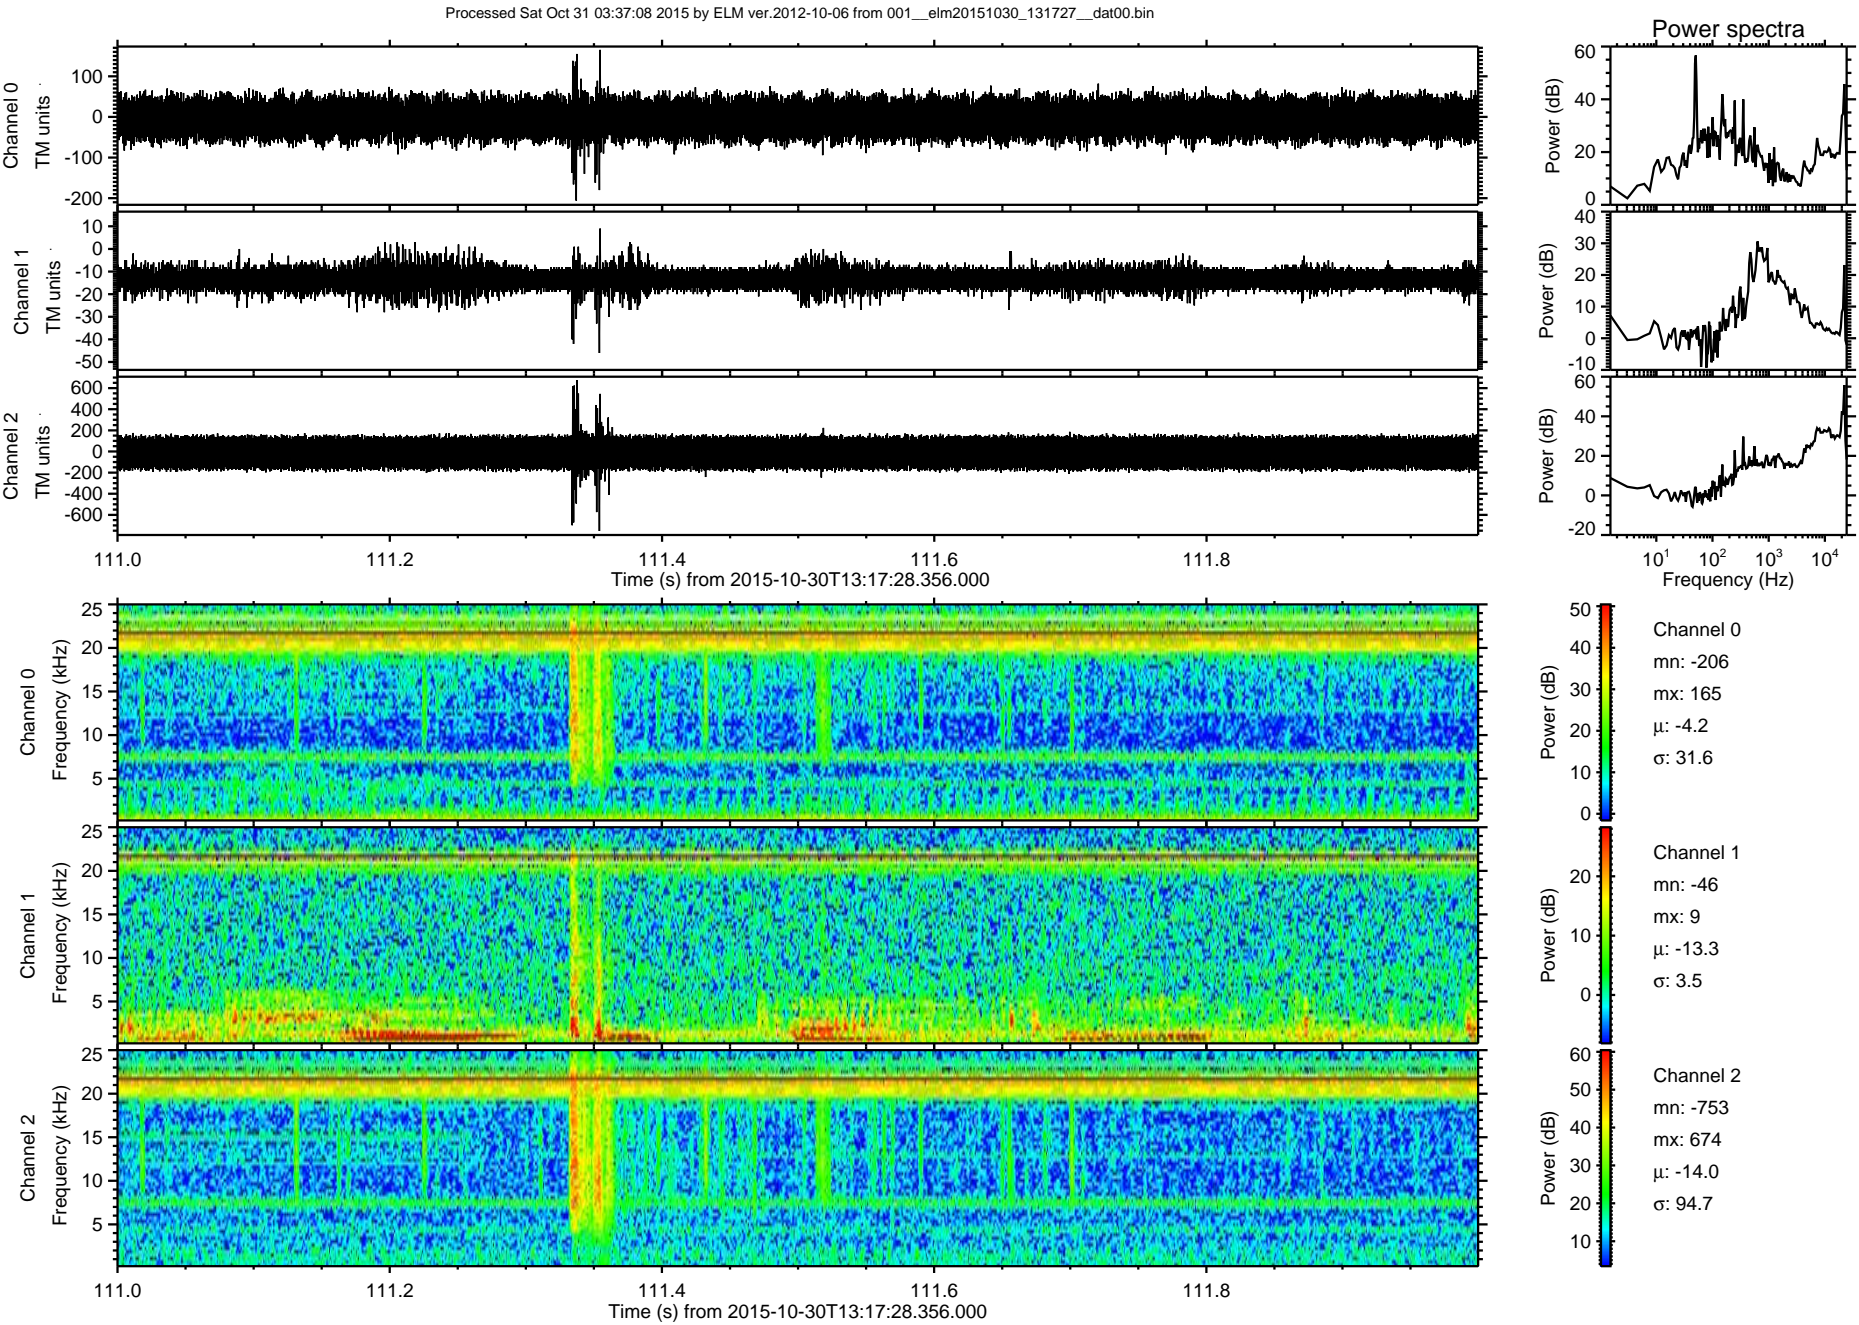 Processed Sat Oct 31 03:37:08 2015 by ELM ver.2012-10-06 from 001__elm20151030_131727__dat00.bin
Power spectra
Channel 0
TM units
100
0
-100
-200
Power (dB)
60
40
20
0
Channel 1
TM units
10
0
-10
-20
-30
-40
-50
Power (dB)
40
30
20
10
0
-10
Channel 2
TM units
600
400
200
0
-200
-400
-600
Power (dB)
60
40
20
0
-20
111.0 111.2 111.4 111.6 111.8
Time (s) from 2015-10-30T13:17:28.356.000
10^1 10^2 10^3 10^4
Frequency (Hz)
Channel 0
Frequency (kHz)
25
20
15
10
5
Power (dB)
50
40
30
20
10
0
Channel 0
mn: -206
mx: 165
μ: -4.2
σ: 31.6
Channel 1
Frequency (kHz)
25
20
15
10
5
Power (dB)
20
10
0
Channel 1
mn: -46
mx: 9
μ: -13.3
σ: 3.5
Channel 2
Frequency (kHz)
25
20
15
10
5
Power (dB)
60
50
40
30
20
10
Channel 2
mn: -753
mx: 674
μ: -14.0
σ: 94.7
111.0 111.2 111.4 111.6 111.8
Time (s) from 2015-10-30T13:17:28.356.000